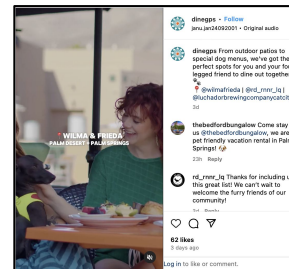 WILMA & FRIEDA
PALM DESERT + PALM SPRINGS
dinegps • Follow
janu.jan24092001 • Original audio
dinegps From outdoor patios to
special dog menus, we've got the
perfect spots for you and your fo
legged friend to dine out together
@wilmafrieda | @rd_rnnr_lq |
@luchadorbrewingcompanycatcit
3d
thebedfordbungalow Come stay
us @thebedfordbungalow, we are
pet friendly vacation rental in Pal
Springs!
23h Reply
rd_rnnr_lq Thanks for including u
this great list! We can't wait to
welcome the furry friends of our
community!
3d Reply
62 likes
3 days ago
Log in to like or comment.